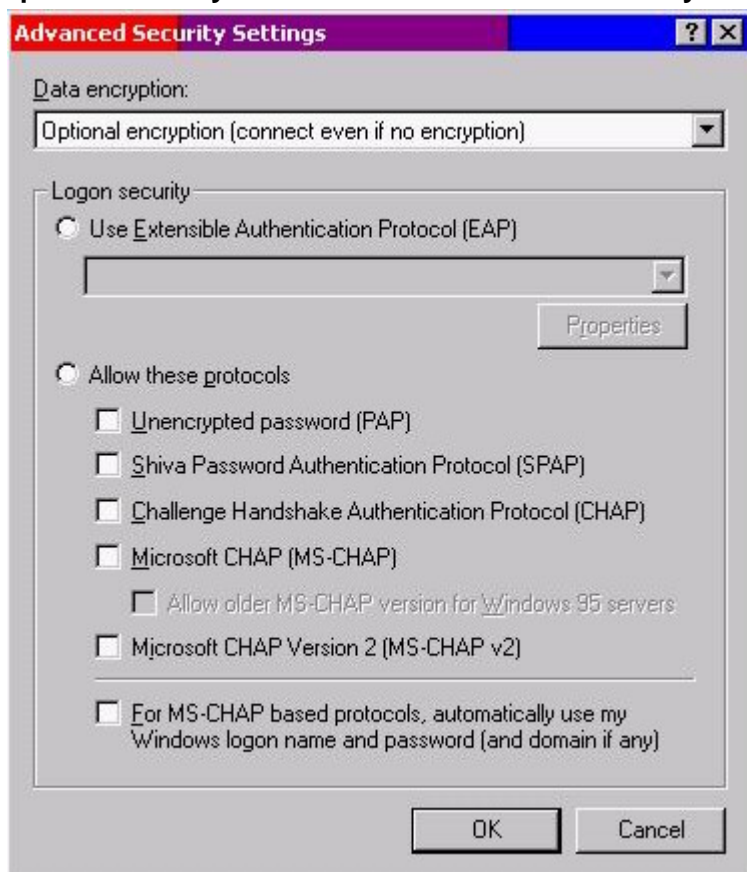 Advanced Security Settings
Data encryption:
Optional encryption (connect even if no encryption)
Logon security
Use Extensible Authentication Protocol (EAP)
Properties
Allow these protocols
Unencrypted password (PAP)
Shiva Password Authentication Protocol (SPAP)
Challenge Handshake Authentication Protocol (CHAP)
Microsoft CHAP (MS-CHAP)
Allow older MS-CHAP version for Windows 95 servers
Microsoft CHAP Version 2 (MS-CHAP v2)
For MS-CHAP based protocols, automatically use my
Windows logon name and password (and domain if any)
OK Cancel